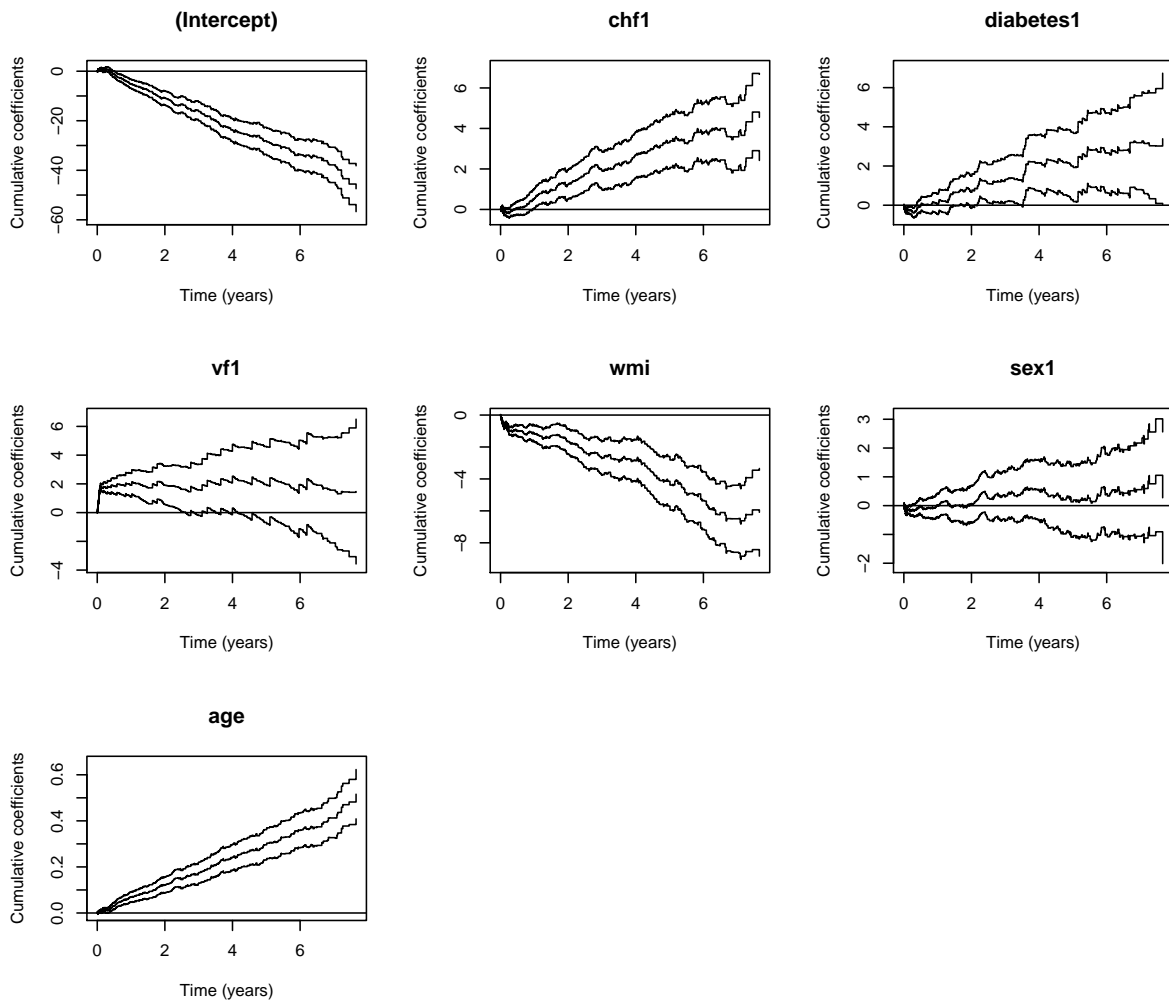 (Intercept)
Cumulative coefficients
0
−20
−40
−60
0 2 4 6
Time (years)
chf1
Cumulative coefficients
6
4
2
0
0 2 4 6
Time (years)
diabetes1
Cumulative coefficients
6
4
2
0
0 2 4 6
Time (years)
vf1
Cumulative coefficients
6
4
2
0
−4
0 2 4 6
Time (years)
wmi
Cumulative coefficients
0
−4
−8
0 2 4 6
Time (years)
sex1
Cumulative coefficients
3
2
1
0
−2
0 2 4 6
Time (years)
age
Cumulative coefficients
0.6
0.4
0.2
0.0
0 2 4 6
Time (years)